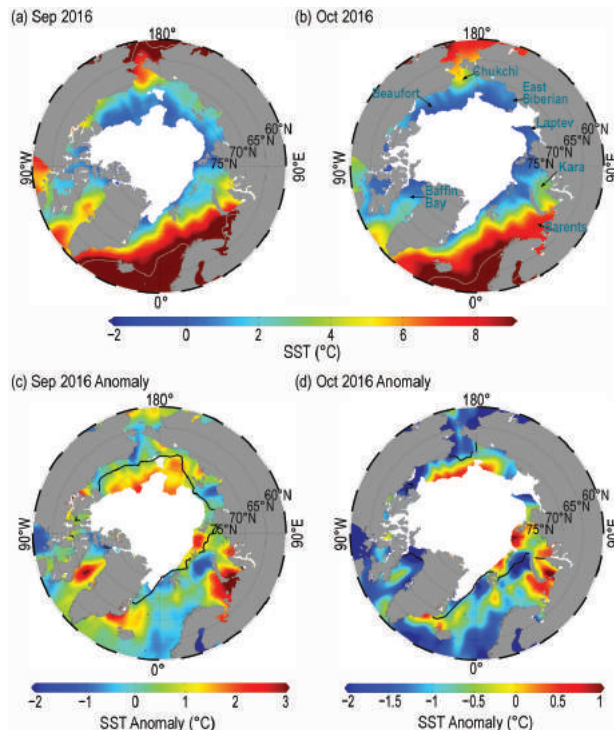 (a) Sep 2016
(b) Oct 2016
180°
180°
Chukchi
Beaufort
East
Biberian
Laptev
60°N
65°N
70°N
75°N
90°W
90°E
60°N
65°N
70°N
75°N
90°W
90°E
Kara
Baffin
Bay
Barents
0°
0°
-2 0 2 4 6 8
SST (°C)
(c) Sep 2016 Anomaly
(d) Oct 2016 Anomaly
180°
180°
60°N
65°N
70°N
75°N
90°W
90°E
60°N
65°N
70°N
75°N
90°W
90°E
0°
0°
-2 -1 0 1 2 3
SST Anomaly (°C)
-2 -1.5 -1 -0.5 0 0.5 1
SST Anomaly (°C)